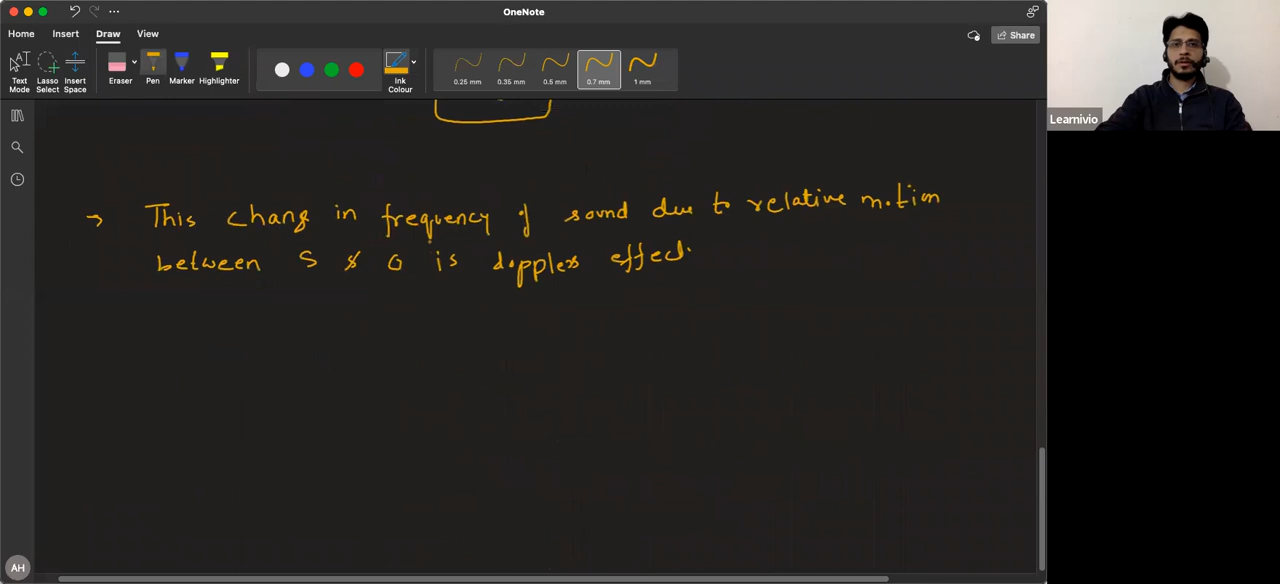 OneNote
Home Insert Draw View
Share
Text Mode
Lasso Select
Insert Space
Eraser
Pen
Marker
Highlighter
Ink Colour
0.25 mm
0.35 mm
0.5 mm
0.7 mm
1 mm
Learnivio
→ This chang in frequency of sound due to relative motion
between S & O is doppler effect.
AH